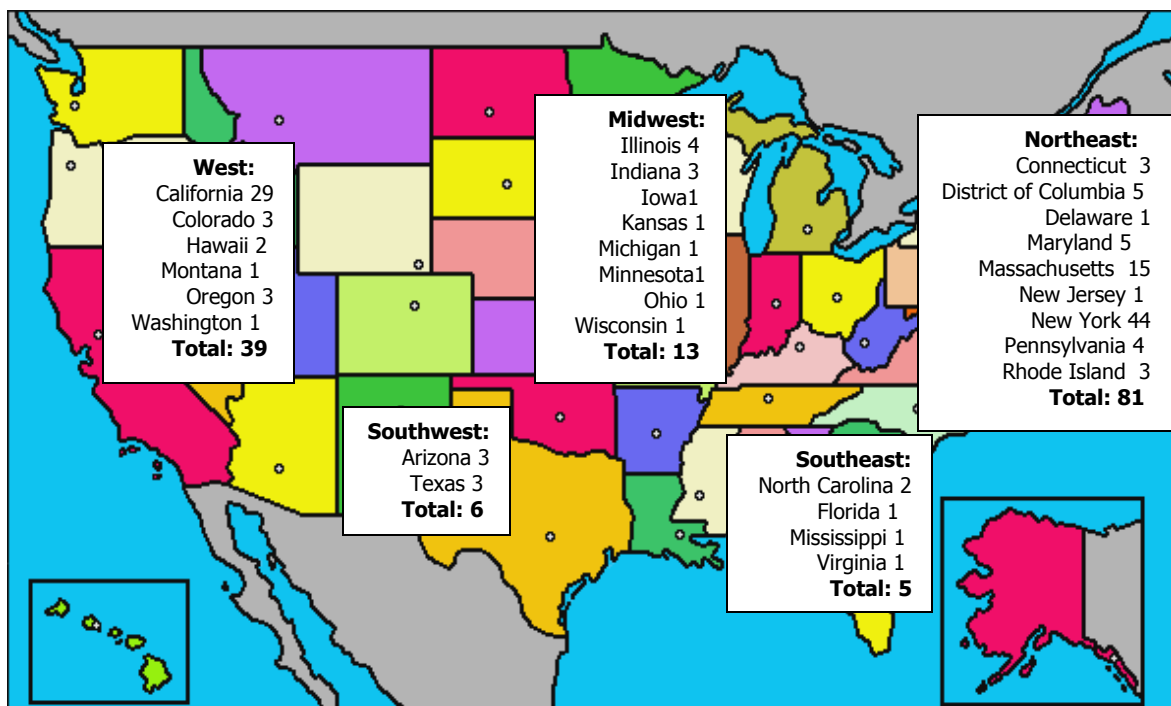 West:
California 29
Colorado 3
Hawaii 2
Montana 1
Oregon 3
Washington 1
Total: 39
Midwest:
Illinois 4
Indiana 3
Iowa1
Kansas 1
Michigan 1
Minnesota1
Ohio 1
Wisconsin 1
Total: 13
Northeast:
Connecticut 3
District of Columbia 5
Delaware 1
Maryland 5
Massachusetts 15
New Jersey 1
New York 44
Pennsylvania 4
Rhode Island 3
Total: 81
Southwest:
Arizona 3
Texas 3
Total: 6
Southeast:
North Carolina 2
Florida 1
Mississippi 1
Virginia 1
Total: 5